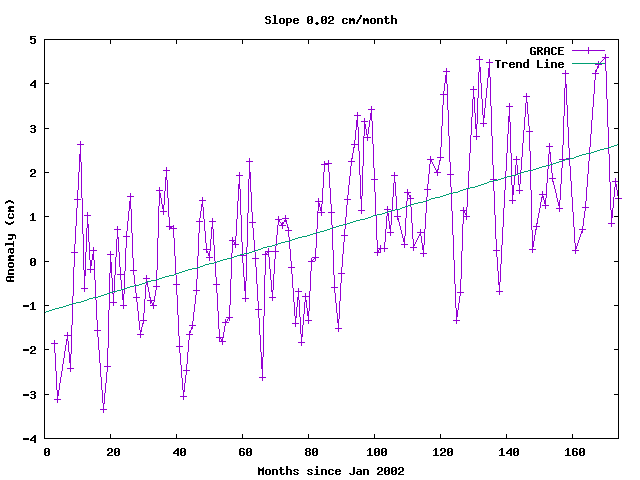 Slope 0.02 cm/month
GRACE
Trend Line
5
4
3
2
1
0
-1
-2
-3
-4
Anomaly (cm)
0 20 40 60 80 100 120 140 160
Months since Jan 2002